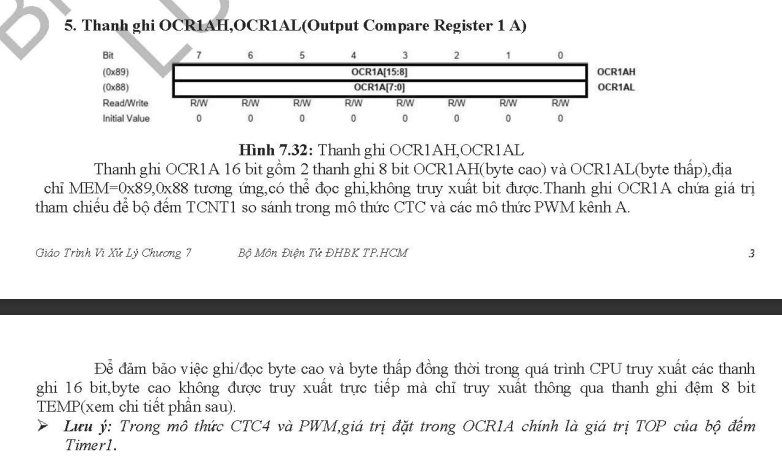 5. Thanh ghi OCR1AH,OCR1AL(Output Compare Register 1 A)
Bit 7 6 5 4 3 2 1 0
(0x89) OCR1A[15:8] OCR1AH
(0x88) OCR1A[7:0] OCR1AL
Read/Write R/W R/W R/W R/W R/W R/W R/W R/W
Initial Value 0 0 0 0 0 0 0 0
Hình 7.32: Thanh ghi OCR1AH,OCR1AL
Thanh ghi OCR1A 16 bit gồm 2 thanh ghi 8 bit OCR1AH(byte cao) và OCR1AL(byte thấp),địa
chỉ MEM=0x89,0x88 tương ứng,có thể đọc ghi,không truy xuất bit được.Thanh ghi OCR1A chứa giá trị
tham chiếu để bộ đếm TCNT1 so sánh trong mô thức CTC và các mô thức PWM kênh A.
Giáo Trình Vi Xử Lý Chương 7 Bộ Môn Điện Tử ĐHBK TP.HCM 3
Để đảm bảo việc ghi/đọc byte cao và byte thấp đồng thời trong quá trình CPU truy xuất các thanh
ghi 16 bit,byte cao không được truy xuất trực tiếp mà chỉ truy xuất thông qua thanh ghi đệm 8 bit
TEMP(xem chi tiết phần sau).
➢ Lưu ý: Trong mô thức CTC4 và PWM,giá trị đặt trong OCR1A chính là giá trị TOP của bộ đếm
Timer1.